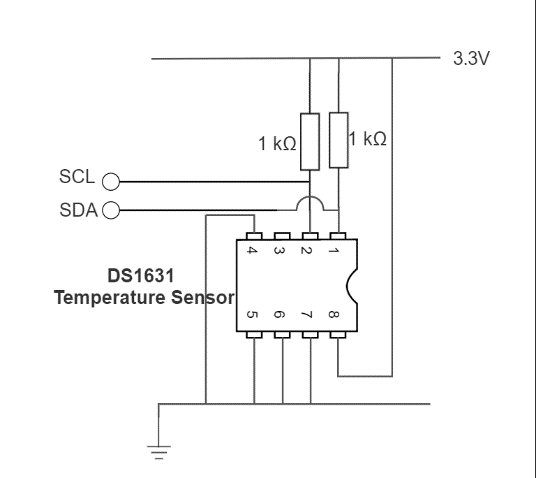 3.3V
1 kΩ
1 kΩ
SCL
SDA
4 3 2 1
DS1631
Temperature Sensor
5 6 7 8